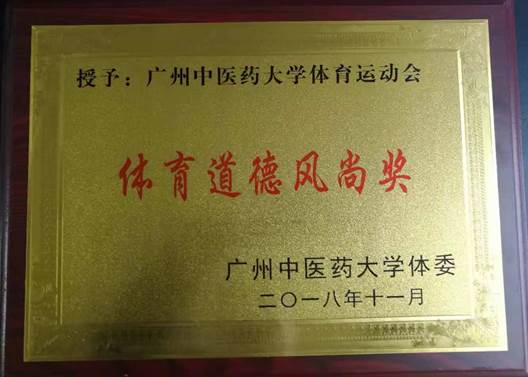 授予：广州中医药大学体育运动会
体育道德风尚奖
广州中医药大学体委
二〇一八年十一月